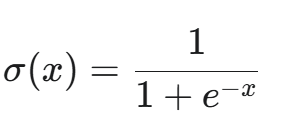 σ(x) = 1 / (1 + e^{−x})